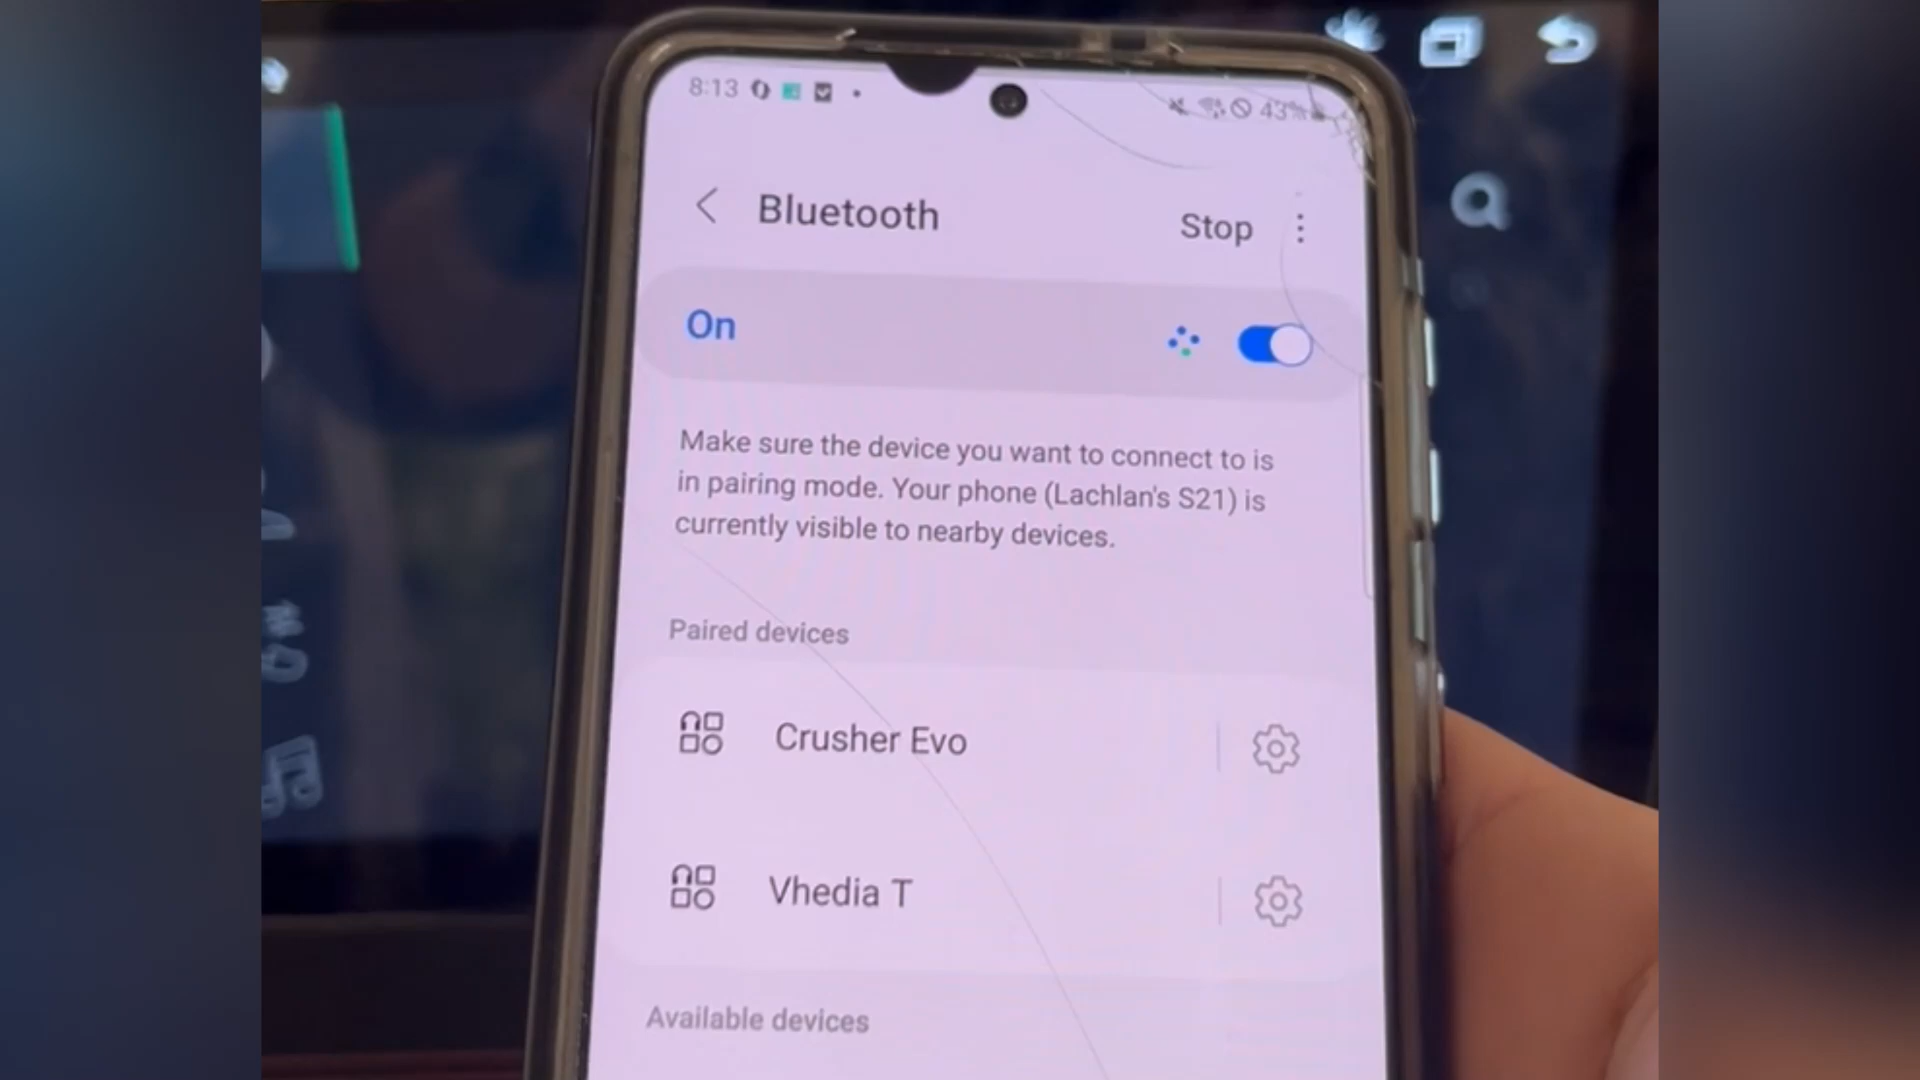 8:13
43%
Bluetooth
Stop
On
Make sure the device you want to connect to is
in pairing mode. Your phone (Lachlan's S21) is
currently visible to nearby devices.
Paired devices
Crusher Evo
Vhedia T
Available devices